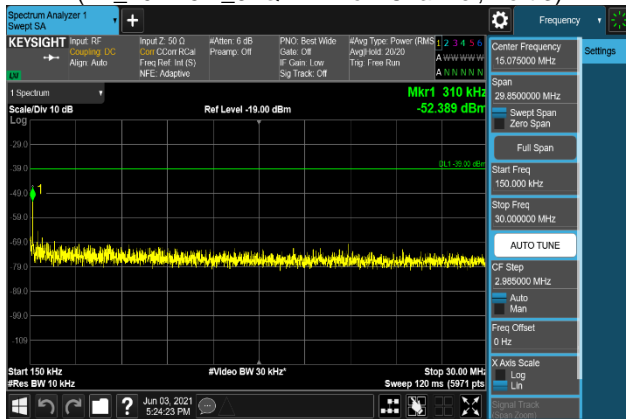 Spectrum Analyzer 1
Swept SA
Frequency
KEYSIGHT
Input: RF
Coupling: DC
Align: Auto
Input Z: 50 Ω
Corr CCorr RCal
Freq Ref: Int (S)
NFE: Adaptive
#Atten: 6 dB
Preamp: Off
PNO: Best Wide
Gate: Off
IF Gain: Low
Sig Track: Off
#Avg Type: Power (RMS
Avg|Hold: 20/20
Trig: Free Run
1 2 3 4 5 6
A W W W W W
A N N N N N
LXI
1 Spectrum
Scale/Div 10 dB
Log
Ref Level -19.00 dBm
Mkr1 310 kHz
-52.389 dBm
DL1 -39.00 dBm
1
-29.0
-39.0
-49.0
-59.0
-69.0
-79.0
-89.0
-99.0
-109
Start 150 kHz
#Res BW 10 kHz
#Video BW 30 kHz*
Stop 30.00 MHz
Sweep 120 ms (5971 pts
Center Frequency
15.075000 MHz
Settings
Span
29.8500000 MHz
Swept Span
Zero Span
Full Span
Start Freq
150.000 kHz
Stop Freq
30.000000 MHz
AUTO TUNE
CF Step
2.985000 MHz
Auto
Man
Freq Offset
0 Hz
X Axis Scale
Log
Lin
Signal Track
(Span Zoom)
?
Jun 03, 2021
5:24:23 PM